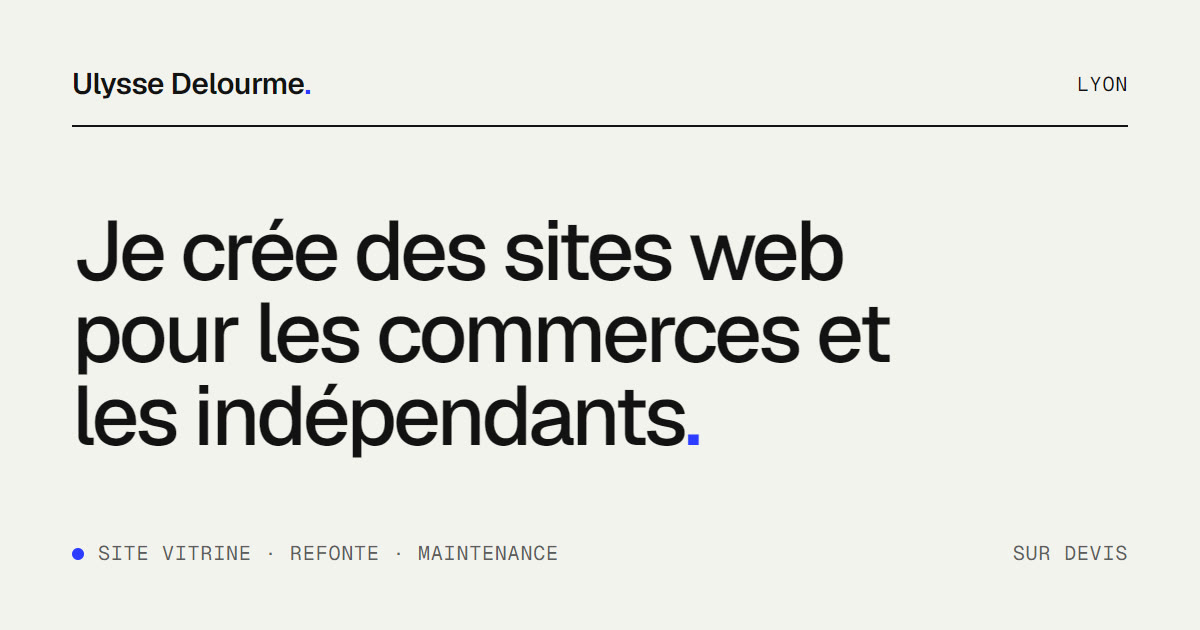 Ulysse Delourme.
LYON
Je crée des sites web
pour les commerces et
les indépendants.
SITE VITRINE · REFONTE · MAINTENANCE
SUR DEVIS